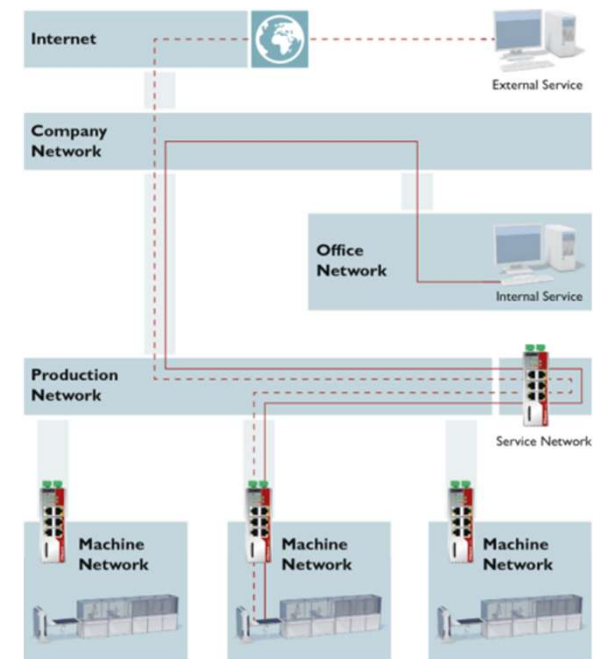 Internet
External Service
Company
Network
Office
Network
Internal Service
Production
Network
Service Network
Machine
Network
Machine
Network
Machine
Network